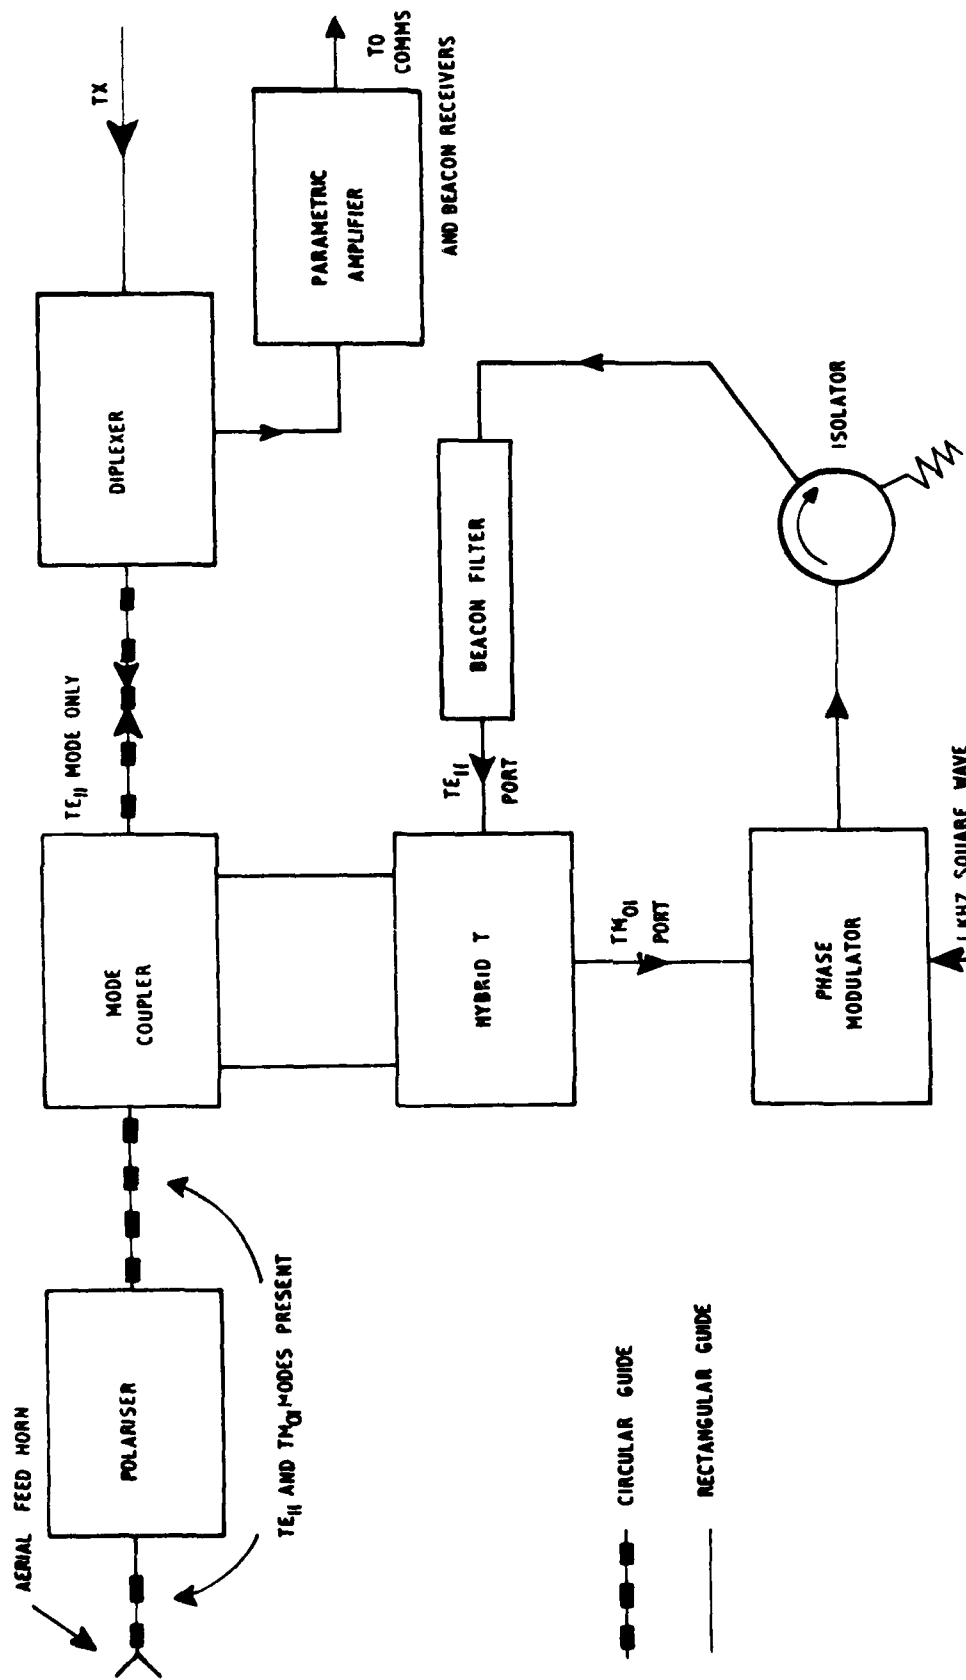 AERIAL FEED HORN
POLARISER
TE11 AND TM01 MODES PRESENT
MODE
COUPLER
TE11 MODE ONLY
DIPLEXER
TX
PARAMETRIC
AMPLIFIER
TO
COMMS
AND BEACON RECEIVERS
HYBRID T
TE11
PORT
BEACON FILTER
TM01
PORT
PHASE
MODULATOR
1 KHZ SQUARE WAVE
ISOLATOR
CIRCULAR GUIDE
RECTANGULAR GUIDE